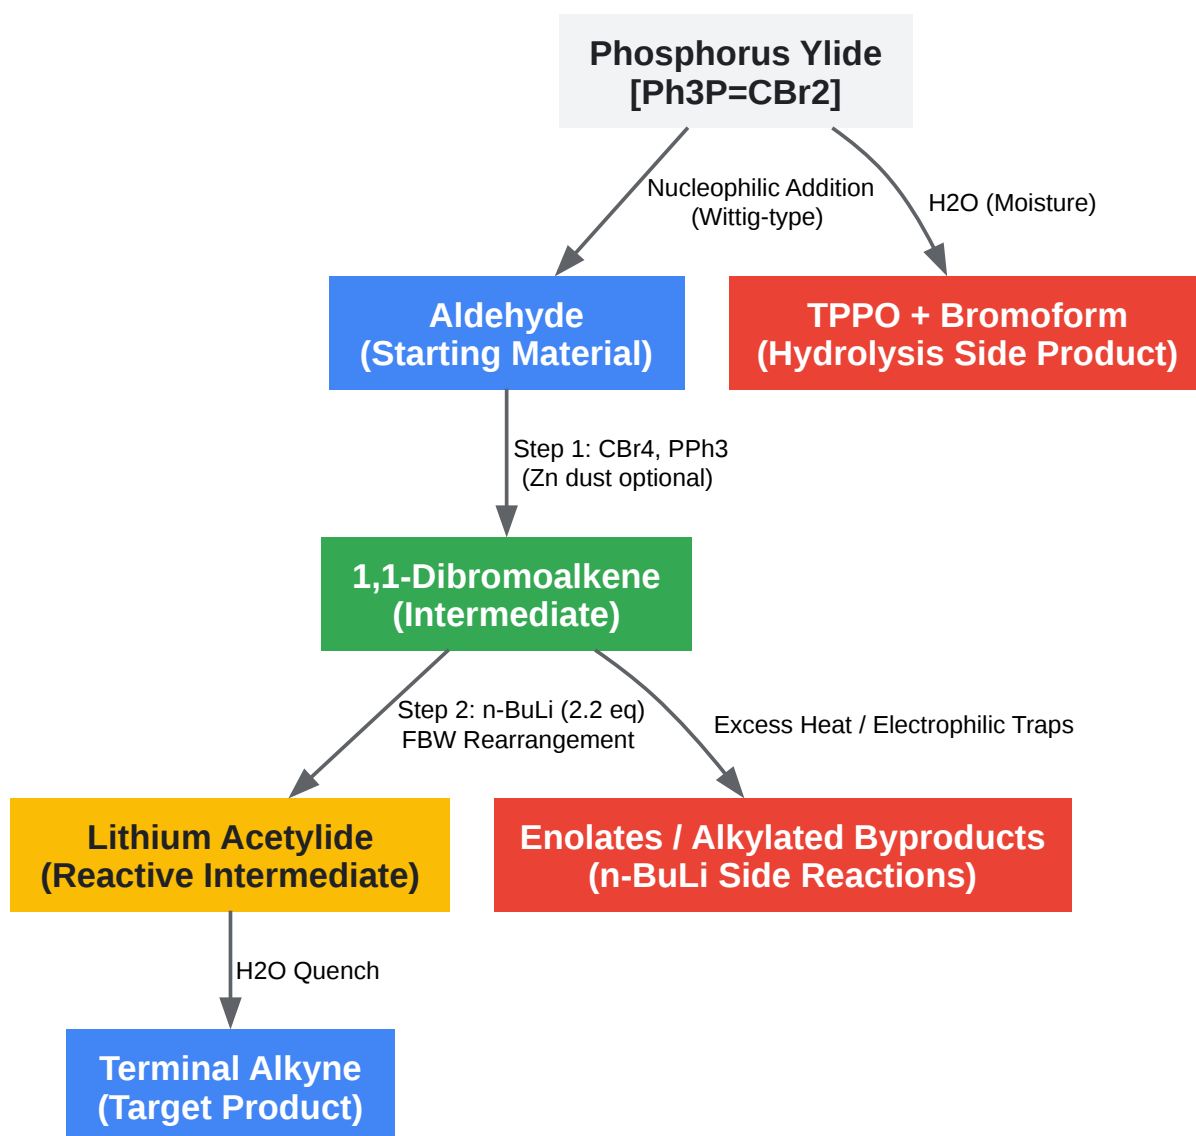 Phosphorus Ylide
[Ph3P=CBr2]
Nucleophilic Addition
(Wittig-type)
H2O (Moisture)
Aldehyde
(Starting Material)
TPPO + Bromoform
(Hydrolysis Side Product)
Step 1: CBr4, PPh3
(Zn dust optional)
1,1-Dibromoalkene
(Intermediate)
Step 2: n-BuLi (2.2 eq)
FBW Rearrangement
Excess Heat / Electrophilic Traps
Lithium Acetylide
(Reactive Intermediate)
Enolates / Alkylated Byproducts
(n-BuLi Side Reactions)
H2O Quench
Terminal Alkyne
(Target Product)